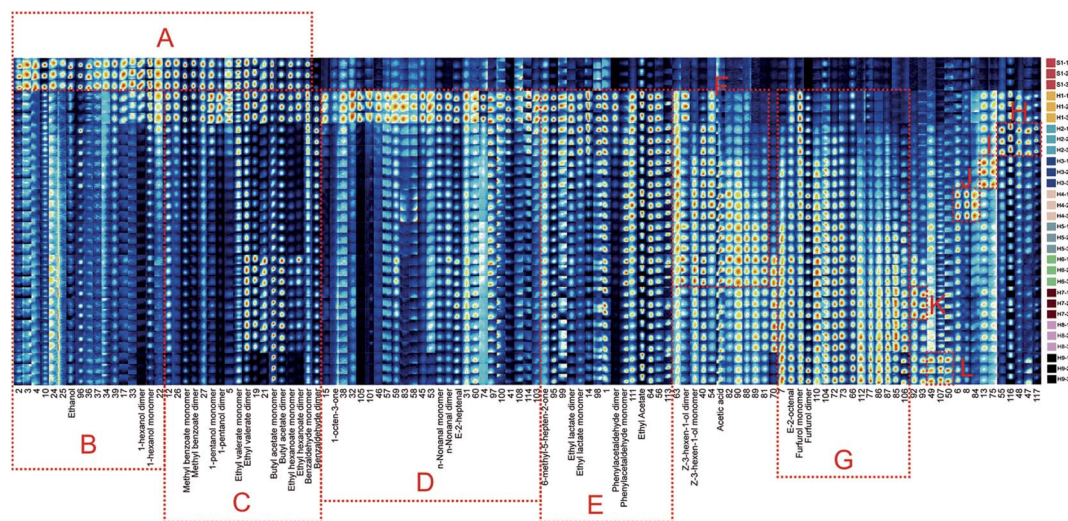 A
F
H
I
J
K
L
S1-1
S1-2
S1-3
H1-1
H1-2
H1-3
H2-1
H2-2
H2-3
H3-1
H3-2
H3-3
H4-1
H4-2
H4-3
H5-1
H5-2
H5-3
H6-1
H6-2
H6-3
H7-1
H7-2
H7-3
H8-1
H8-2
H8-3
H9-1
H9-2
H9-3
2
3
4
10
24
25
Ethanol
96
36
37
34
39
17
33
1-hexanol dimer
1-hexanol monomer
22
26
Methyl benzoate monomer
Methyl benzoate dimer
27
1-pentanol monomer
1-pentanol dimer
5
Ethyl valerate monomer
Ethyl valerate dimer
20
21
Butyl acetate monomer
Butyl acetate dimer
Ethyl hexanoate monomer
Ethyl hexanoate dimer
Benzaldehyde monomer
Benzaldehyde dimer
15
1-octen-3-one
38
32
105
101
46
57
59
83
58
65
45
53
n-Nonanal monomer
n-Nonanal dimer
E-2-heptenal
31
60
74
97
100
51
108
112
114
103
6-methyl-5-hepten-2-one
95
99
Ethyl lactate dimer
Ethyl lactate monomer
14
98
1
Phenylacetaldehyde dimer
Phenylacetaldehyde monomer
111
Ethyl Acetate
64
56
113
63
Z-3-hexen-1-ol dimer
Z-3-hexen-1-ol monomer
40
54
Acetic acid
62
90
68
88
89
81
70
E-2-octenal
Furfurol monomer
Furfurol dimer
110
104
72
73
66
112
76
86
87
85
106
92
93
49
107
50
6
8
84
13
75
55
11
48
47
117
B
C
D
E
G